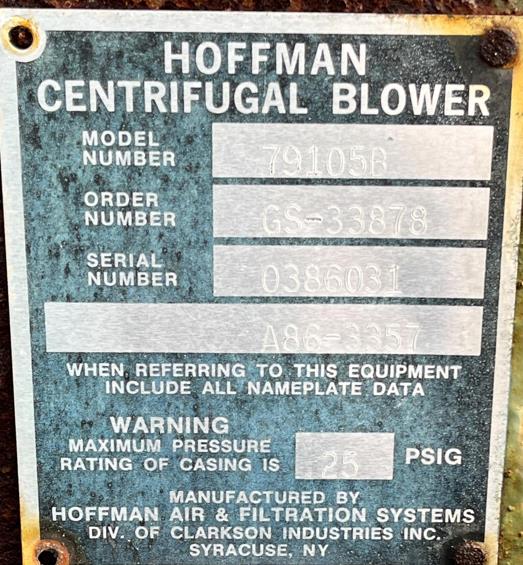 HOFFMAN
CENTRIFUGAL BLOWER
MODEL
NUMBER 79105B
ORDER
NUMBER GS-33878
SERIAL
NUMBER 0386031
A86-3357
WHEN REFERRING TO THIS EQUIPMENT
INCLUDE ALL NAMEPLATE DATA
WARNING
MAXIMUM PRESSURE
RATING OF CASING IS 25 PSIG
MANUFACTURED BY
HOFFMAN AIR & FILTRATION SYSTEMS
DIV. OF CLARKSON INDUSTRIES INC.
SYRACUSE, NY